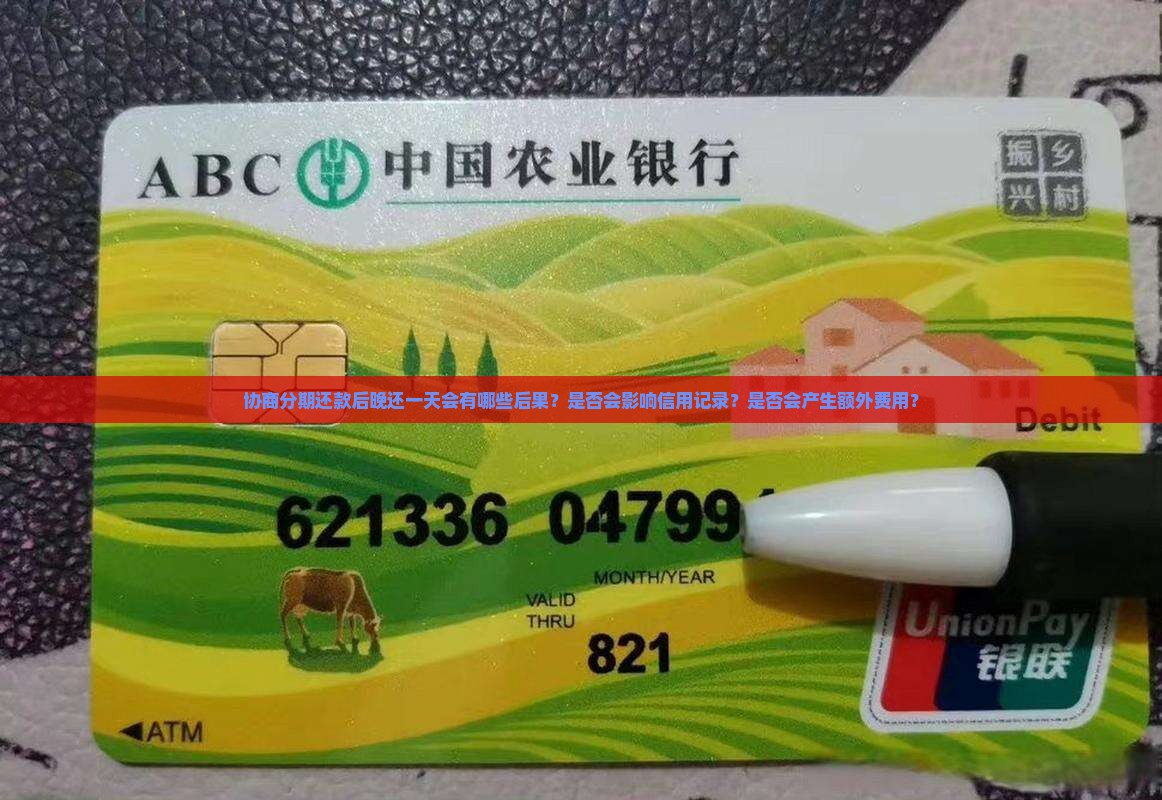 ABC 中国农业银行
振乡
兴村
协商分期还款后晚还一天会有哪些后果？是否会影响信用记录？是否会产生额外费用？
Debit
621336 04799
MONTH/YEAR
VALID
THRU
821
UnionPay
银联
ATM